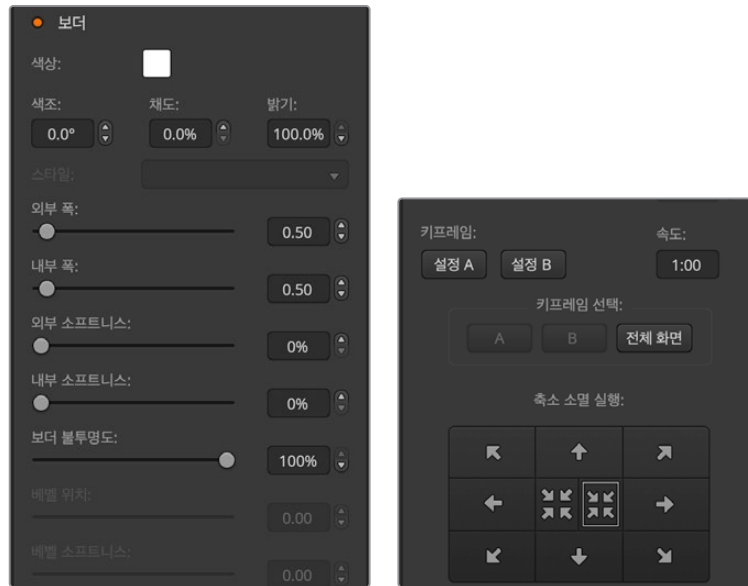 보더
색상:
색조: 채도: 밝기:
0.0° 0.0% 100.0%
스타일:
외부 폭:
0.50
내부 폭:
0.50
외부 소프트니스:
0%
내부 소프트니스:
0%
보더 불투명도:
100%
베벨 위치:
0.00
베벨 소프트니스:
0.00
키프레임: 속도:
설정 A 설정 B 1:00
키프레임 선택:
A B 전체 화면
축소 소멸 실행: